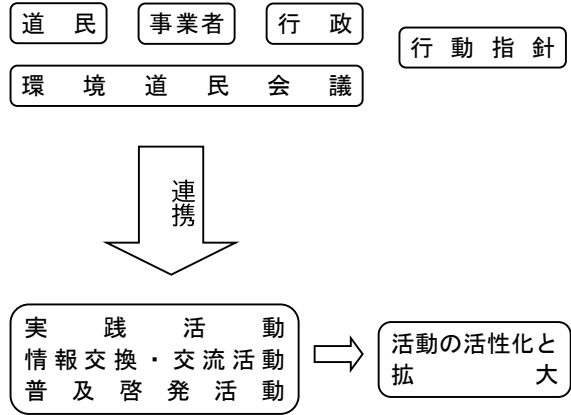 道民
事業者
行政
行動指針
環境道民会議
連携
実践活動
情報交換・交流活動
普及啓発活動
活動の活性化と
拡大